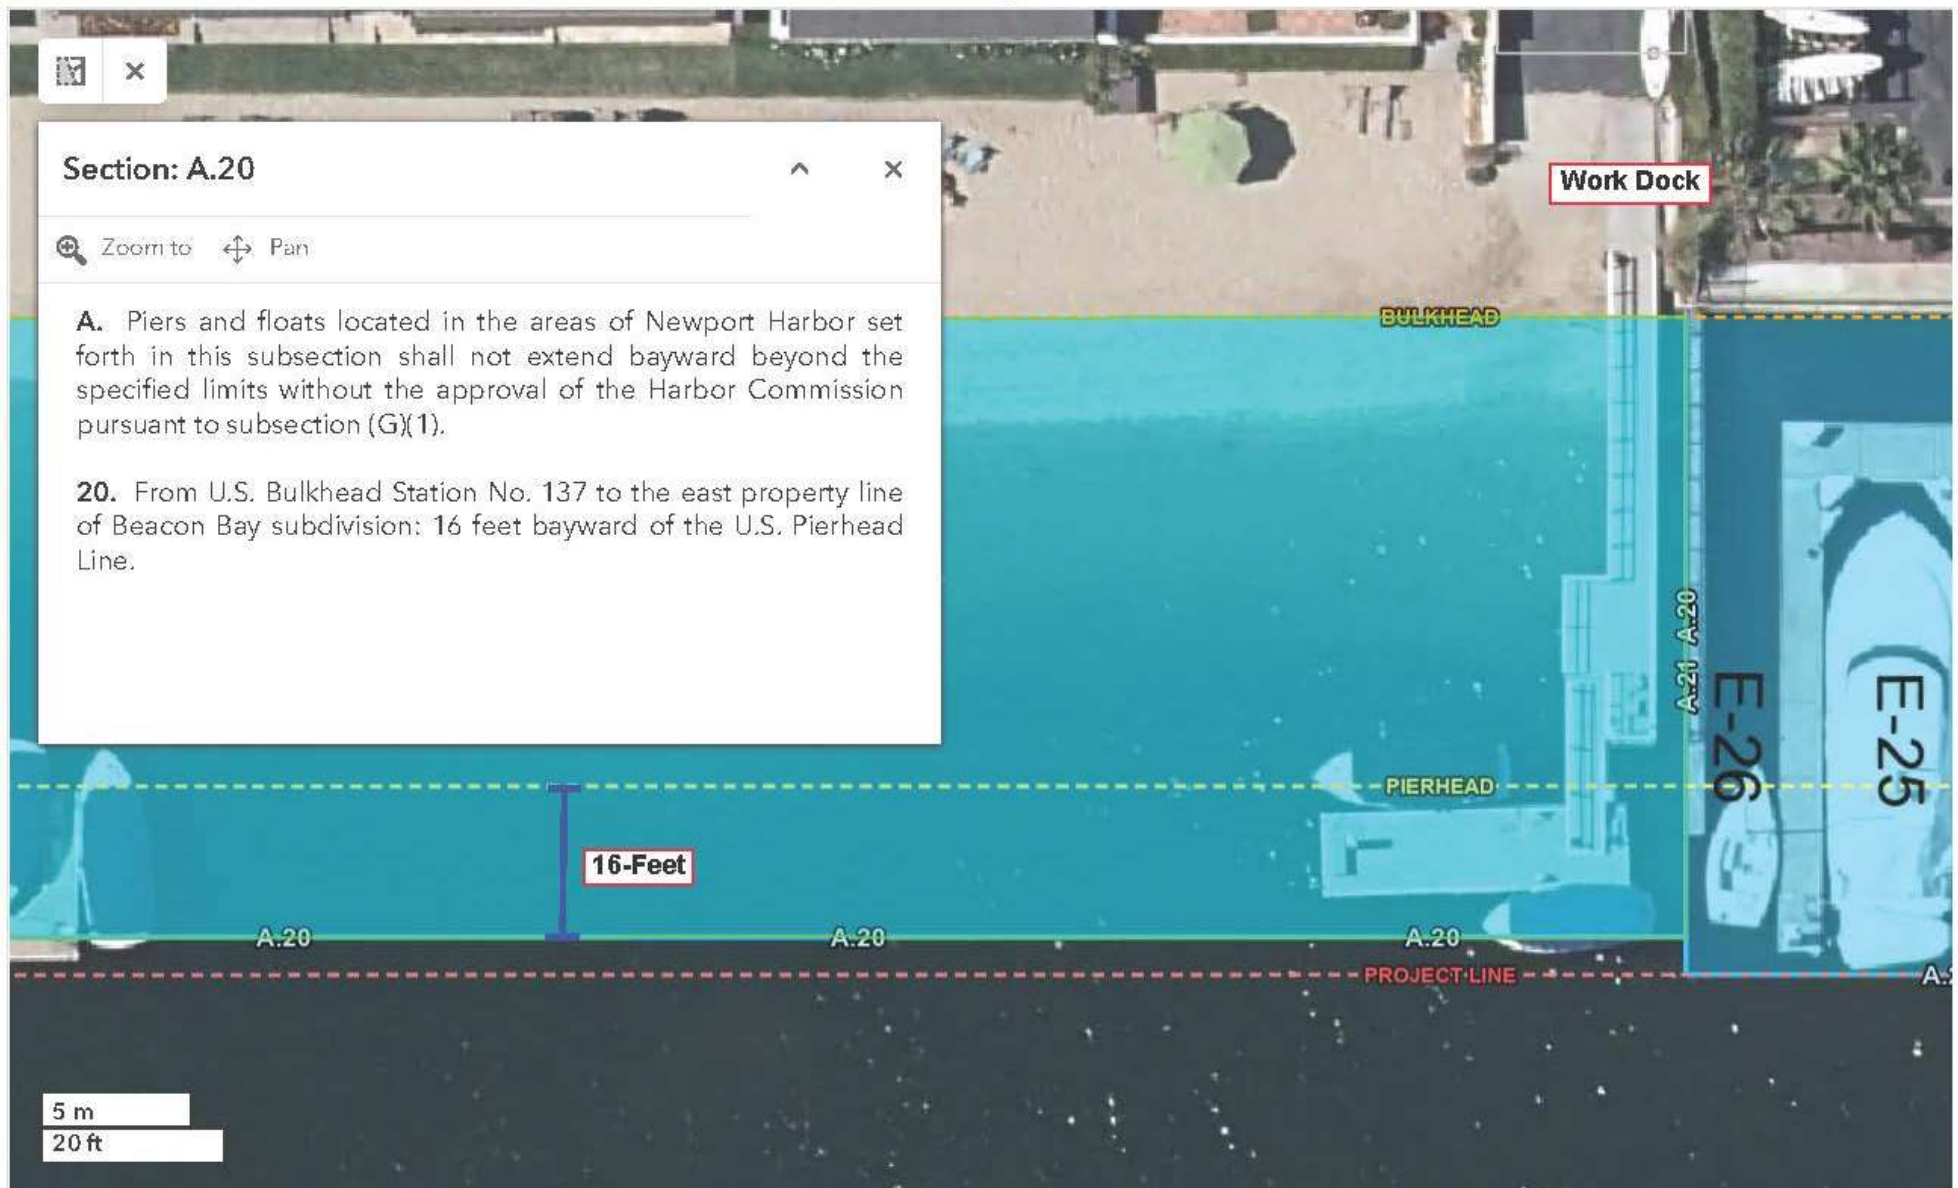 Section: A.20
Zoom to Pan
A. Piers and floats located in the areas of Newport Harbor set
forth in this subsection shall not extend bayward beyond the
specified limits without the approval of the Harbor Commission
pursuant to subsection (G)(1).
20. From U.S. Bulkhead Station No. 137 to the east property line
of Beacon Bay subdivision: 16 feet bayward of the U.S. Pierhead
Line.
Work Dock
BULKHEAD
A.21 A.20
E-26
E-25
PIERHEAD
16-Feet
A.20 A.20 A.20
PROJECT LINE
5 m
20 ft